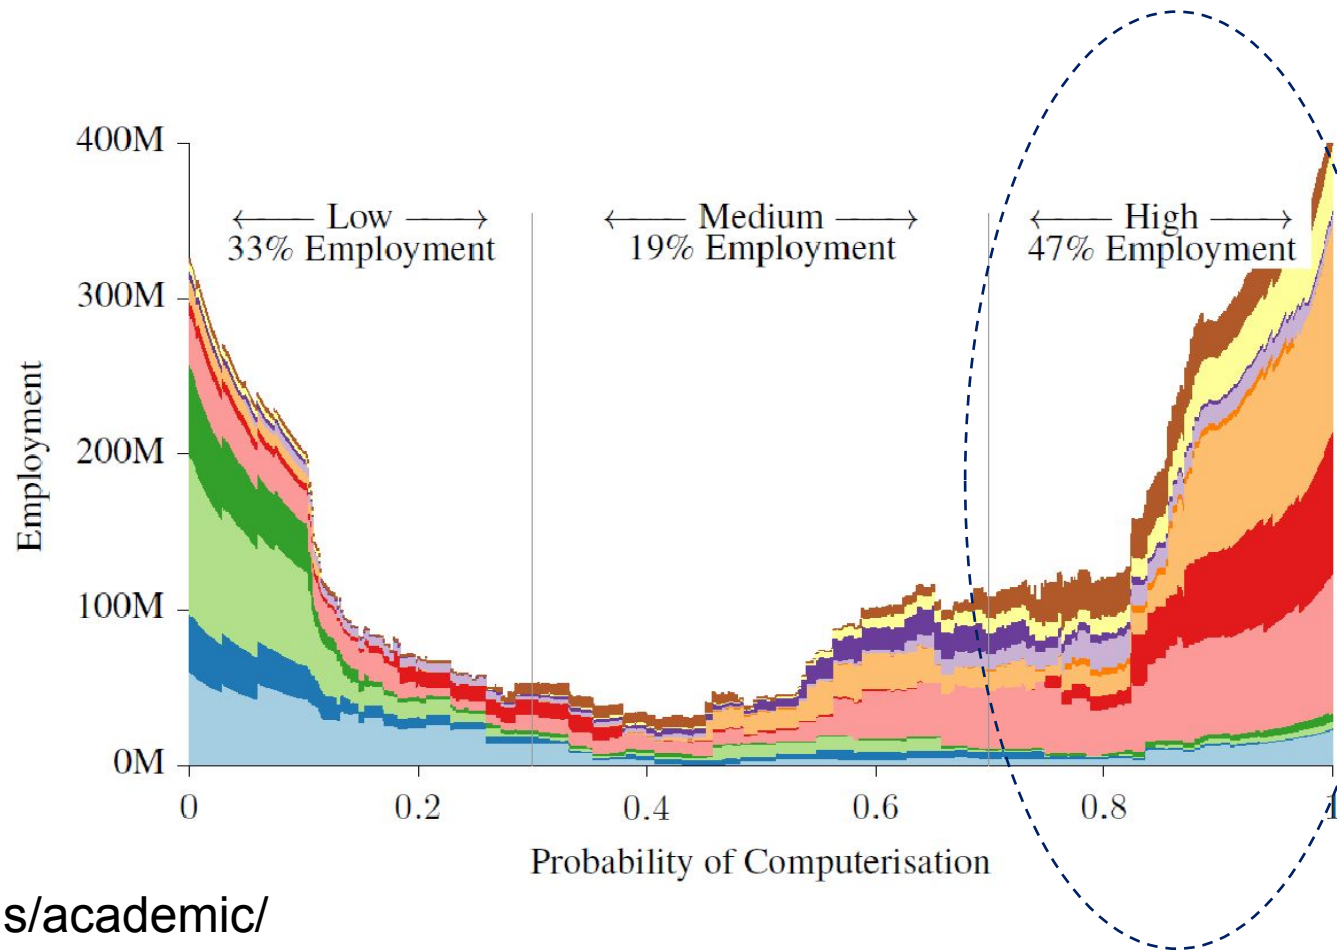 400M
300M
200M
100M
0M
Employment
←— Low —→
33% Employment
←— Medium —→
19% Employment
←— High —→
47% Employment
0 0.2 0.4 0.6 0.8 1
Probability of Computerisation
s/academic/